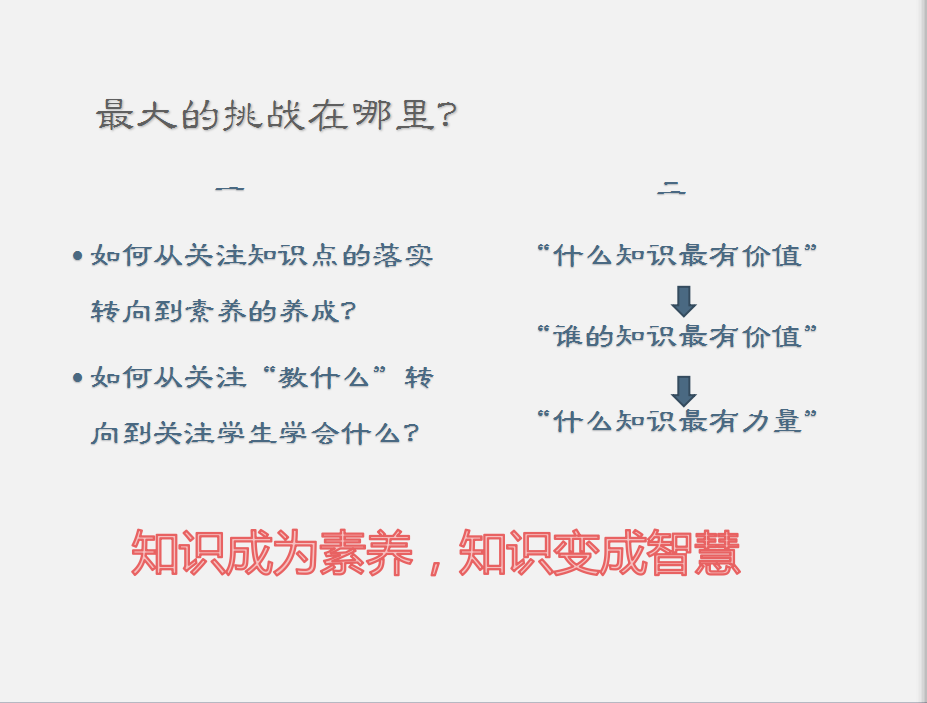 最大的挑战在哪里?
一
•如何从关注知识点的落实
转向到素养的养成?
•如何从关注“教什么”转
向到关注学生学会什么?
二
“什么知识最有价值”
“谁的知识最有价值”
“什么知识最有力量”
知识成为素养，知识变成智慧